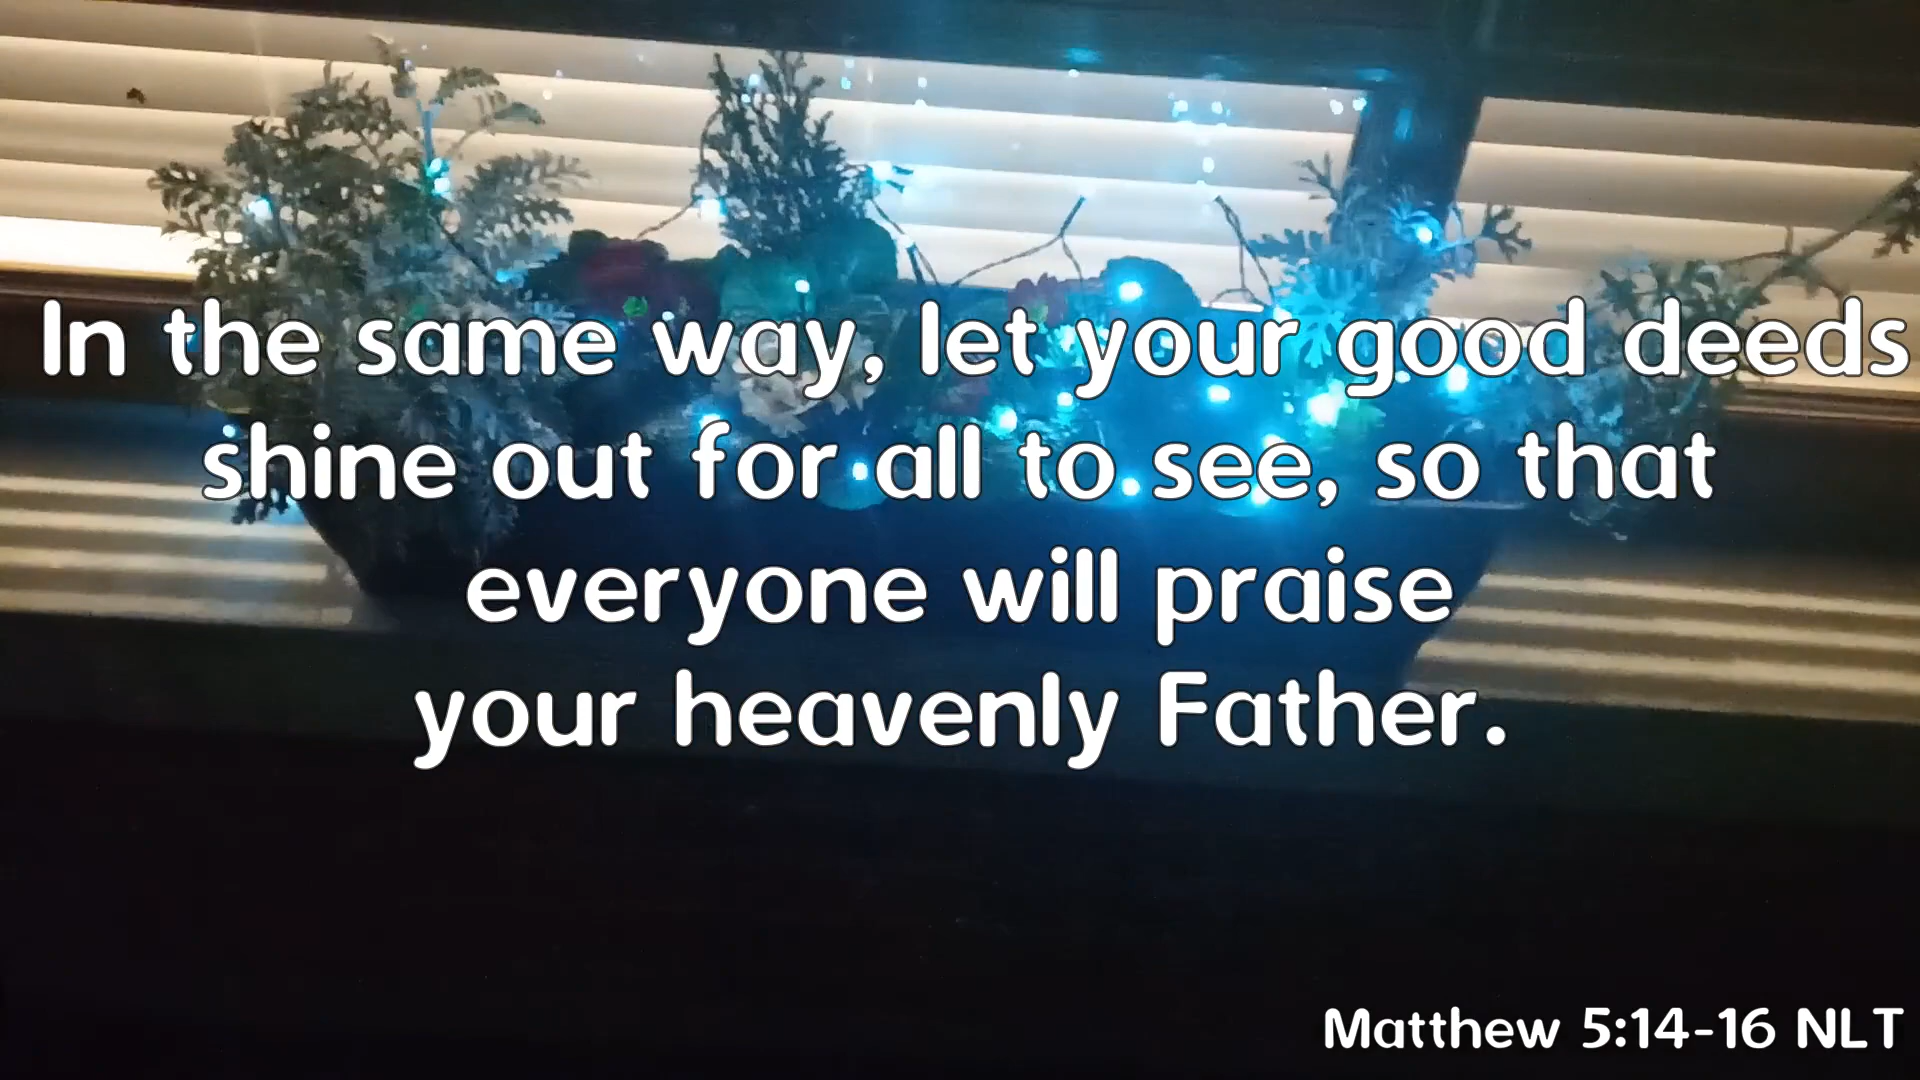 In the same way, let your good deeds
shine out for all to see, so that
everyone will praise
your heavenly Father.
Matthew 5:14-16 NLT